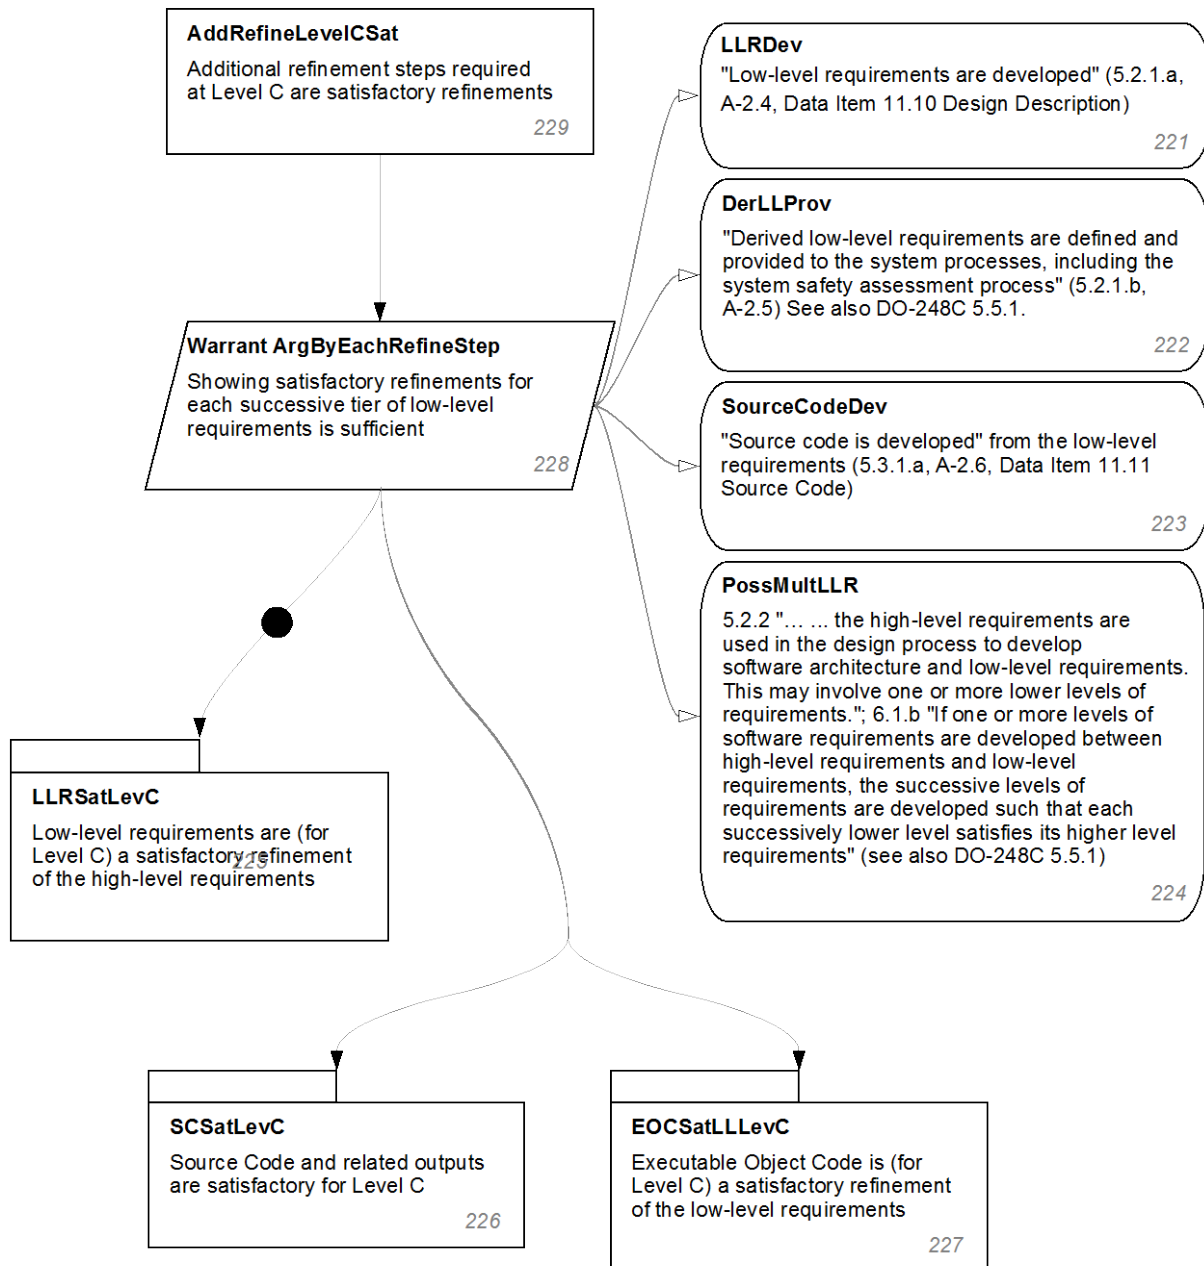 AddRefineLevelCSat
Additional refinement steps required
at Level C are satisfactory refinements
229
LLRDev
"Low-level requirements are developed" (5.2.1.a,
A-2.4, Data Item 11.10 Design Description)
221
DerLLProv
"Derived low-level requirements are defined and
provided to the system processes, including the
system safety assessment process" (5.2.1.b,
A-2.5) See also DO-248C 5.5.1.
222
Warrant ArgByEachRefineStep
Showing satisfactory refinements for
each successive tier of low-level
requirements is sufficient
228
SourceCodeDev
"Source code is developed" from the low-level
requirements (5.3.1.a, A-2.6, Data Item 11.11
Source Code)
223
PossMultLLR
5.2.2 "... ... the high-level requirements are
used in the design process to develop
software architecture and low-level requirements.
This may involve one or more lower levels of
requirements."; 6.1.b "If one or more levels of
software requirements are developed between
high-level requirements and low-level
requirements, the successive levels of
requirements are developed such that each
successively lower level satisfies its higher level
requirements" (see also DO-248C 5.5.1)
224
LLRSatLevC
Low-level requirements are (for
Level C) a satisfactory refinement
of the high-level requirements
225
SCSatLevC
Source Code and related outputs
are satisfactory for Level C
226
EOCSatLLLevC
Executable Object Code is (for
Level C) a satisfactory refinement
of the low-level requirements
227